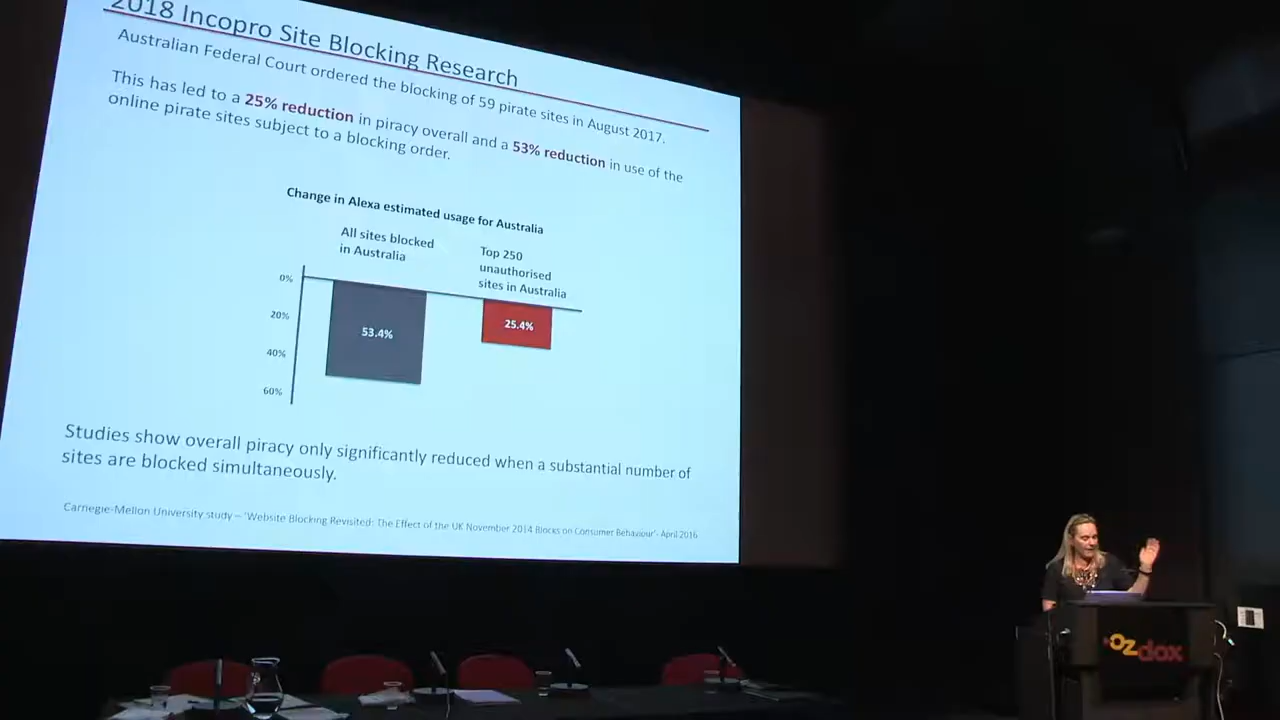 2018 Incopro Site Blocking Research
Australian Federal Court ordered the blocking of 59 pirate sites in August 2017.
This has led to a 25% reduction in piracy overall and a 53% reduction in use of the
online pirate sites subject to a blocking order.
Change in Alexa estimated usage for Australia
All sites blocked
in Australia
Top 250
unauthorised
sites in Australia
0%
20%
40%
60%
53.4%
25.4%
Studies show overall piracy only significantly reduced when a substantial number of
sites are blocked simultaneously.
Carnegie-Mellon University study – 'Website Blocking Revisited: The Effect of the UK November 2014 Blocks on Consumer Behaviour'- April 2016
OZdox